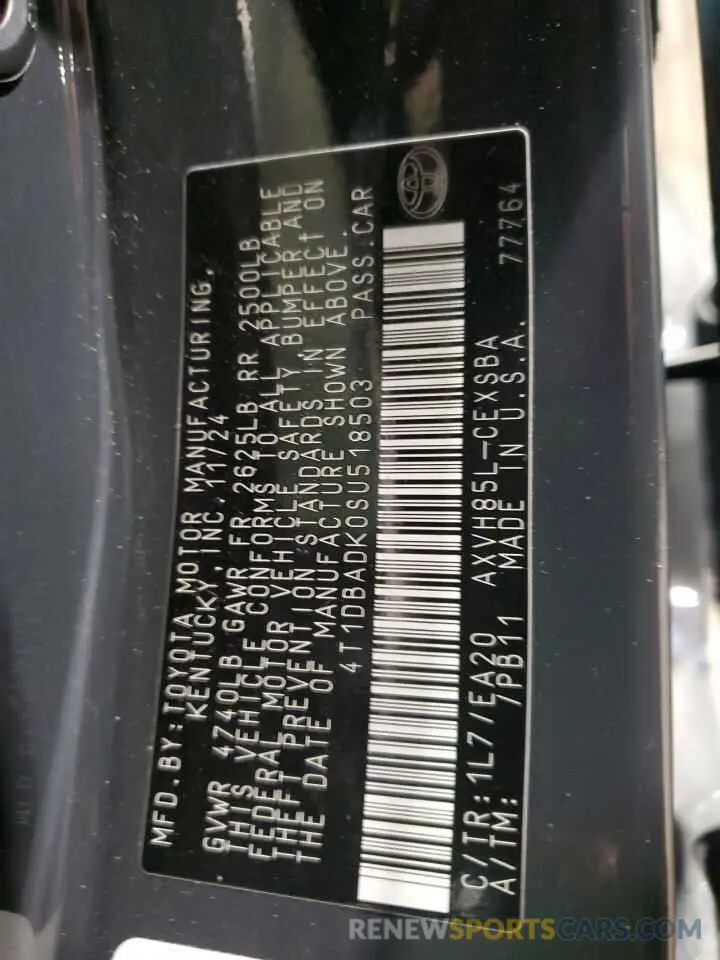 MFD.BY:TOYOTA MOTOR MANUFACTURING,
KENTUCKY,INC. 11/24
GVWR 4740LB GAWR FR 2625LB RR 2500LB
THIS VEHICLE CONFORMS TO ALL APPLICABLE
FEDERAL MOTOR VEHICLE SAFETY, BUMPER AND
THEFT PREVENTION STANDARDS IN EFFECT ON
THE DATE OF MANUFACTURE SHOWN ABOVE.
4T1DBADK0SU518503 PASS.CAR
C/TR:1L7/EA20 AXVH85L-CEXSBA
A/TM: /PB11 MADE IN U.S.A. 77764
RENEWSPORTSCARS.COM